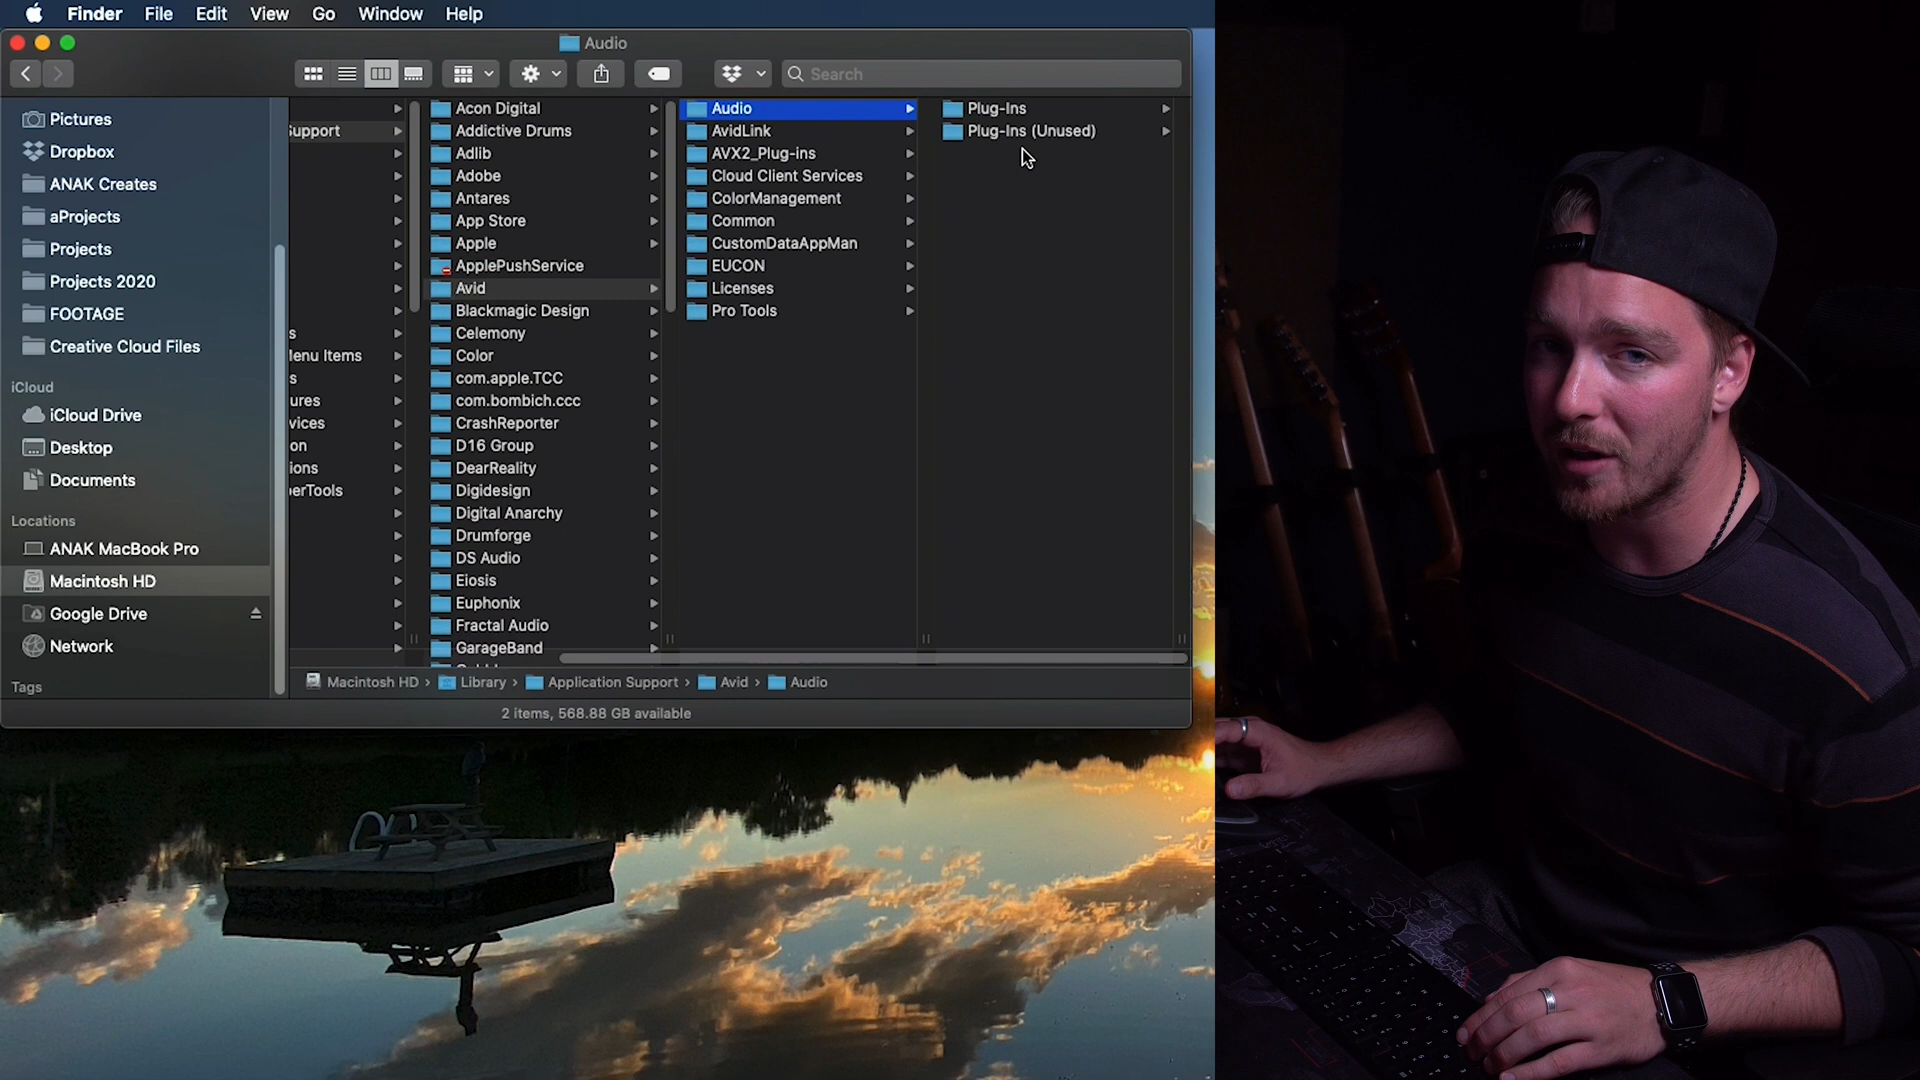 Finder File Edit View Go Window Help
Audio
Search
Pictures
Dropbox
ANAK Creates
aProjects
Projects
Projects 2020
FOOTAGE
Creative Cloud Files
iCloud
iCloud Drive
Desktop
Documents
Locations
ANAK MacBook Pro
Macintosh HD
Google Drive
Network
Tags
Support
s
Menu Items
s
ures
vices
on
ions
perTools
Acon Digital
Addictive Drums
Adlib
Adobe
Antares
App Store
Apple
ApplePushService
Avid
Blackmagic Design
Celemony
Color
com.apple.TCC
com.bombich.ccc
CrashReporter
D16 Group
DearReality
Digidesign
Digital Anarchy
Drumforge
DS Audio
Eiosis
Euphonix
Fractal Audio
GarageBand
Audio
AvidLink
AVX2_Plug-ins
Cloud Client Services
ColorManagement
Common
CustomDataAppMan
EUCON
Licenses
Pro Tools
Plug-Ins
Plug-Ins (Unused)
Macintosh HD › Library › Application Support › Avid › Audio
2 items, 568.88 GB available